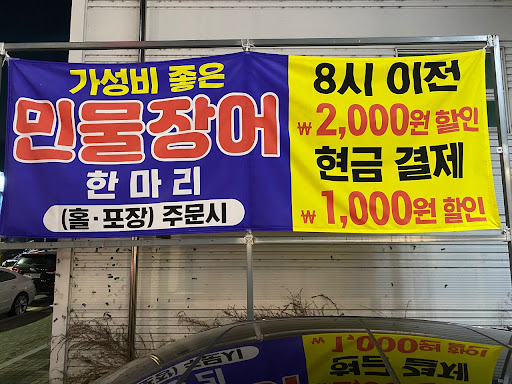 가성비 좋은
민물장어
한 마리
(홀·포장) 주문시
8시 이전
₩ 2,000원 할인
현금 결제
₩ 1,000원 할인